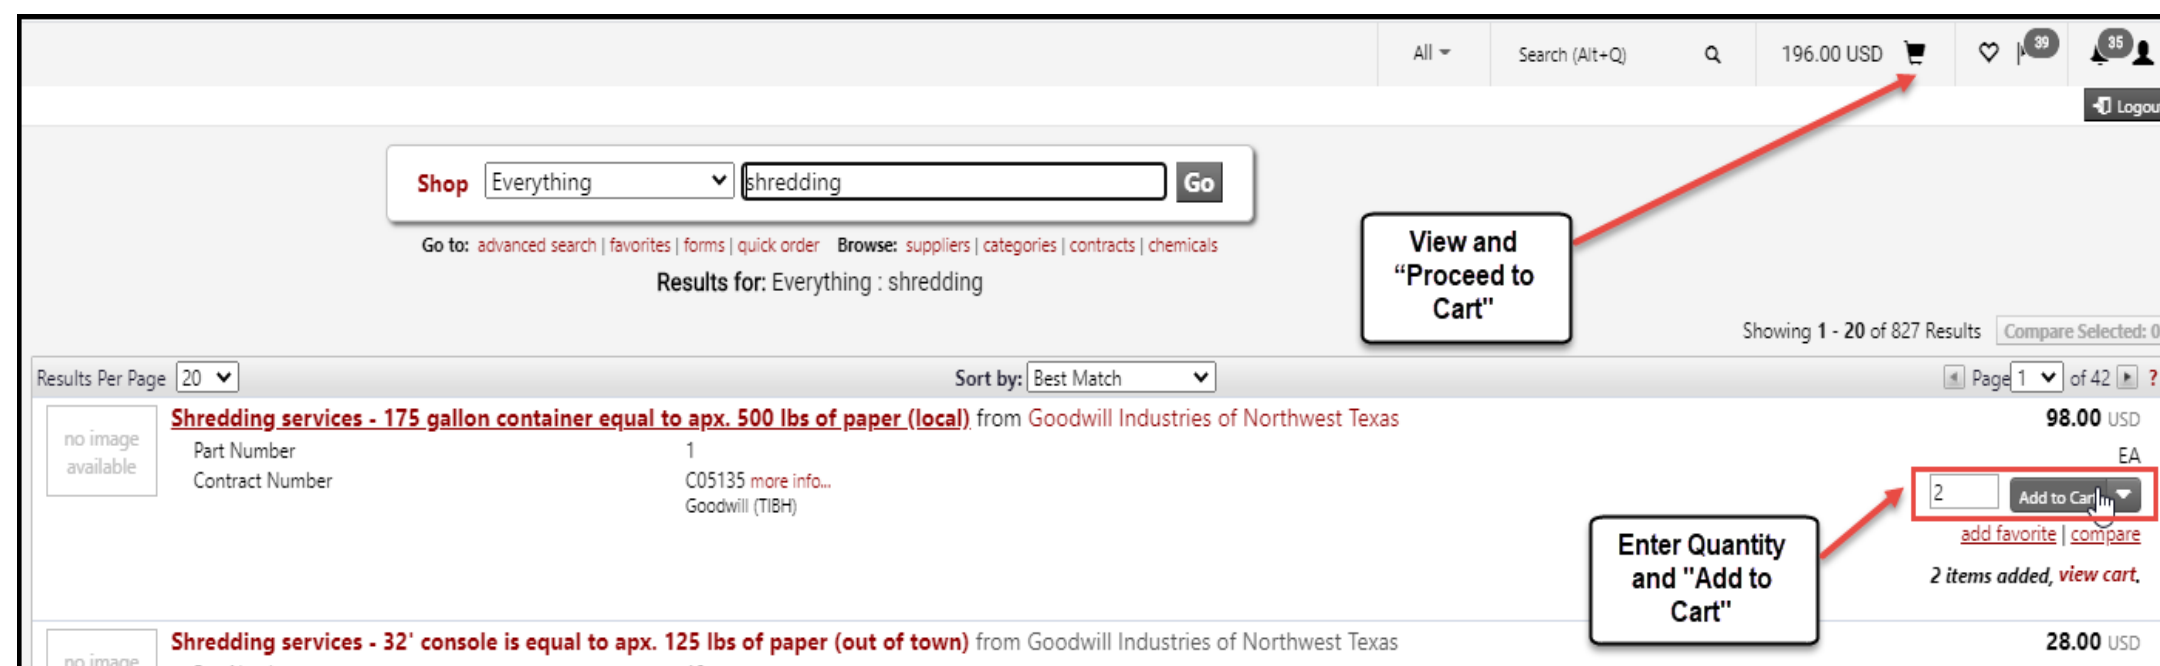 All
Search (Alt+Q)
196.00 USD
39
35
Logou
Shop Everything shredding Go
Go to: advanced search | favorites | forms | quick order Browse: suppliers | categories | contracts | chemicals
Results for: Everything : shredding
View and
“Proceed to
Cart"
Showing 1 - 20 of 827 Results Compare Selected: 0
Results Per Page 20 Sort by: Best Match Page 1 of 42 ?
no image
available
Shredding services - 175 gallon container equal to apx. 500 lbs of paper (local) from Goodwill Industries of Northwest Texas 98.00 USD
Part Number 1 EA
Contract Number C05135 more info...
Goodwill (TIBH)
2 Add to Car
add favorite | compare
2 items added, view cart.
Enter Quantity
and "Add to
Cart"
Shredding services - 32' console is equal to apx. 125 lbs of paper (out of town) from Goodwill Industries of Northwest Texas 28.00 USD
no image